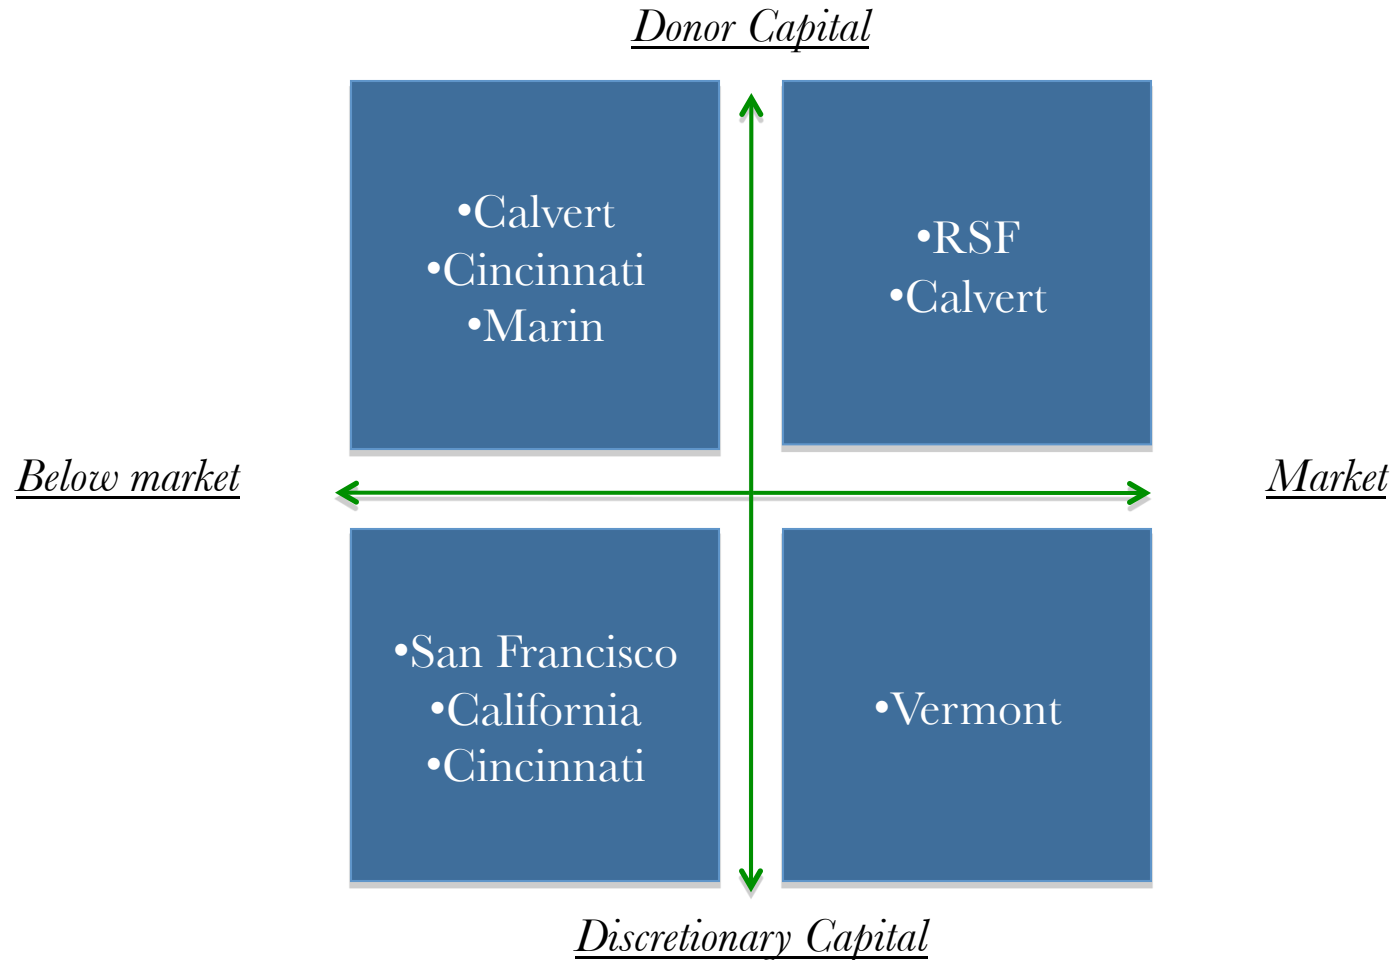 Donor Capital
•Calvert
•Cincinnati
•Marin
•RSF
•Calvert
Below market
Market
•San Francisco
•California
•Cincinnati
•Vermont
Discretionary Capital